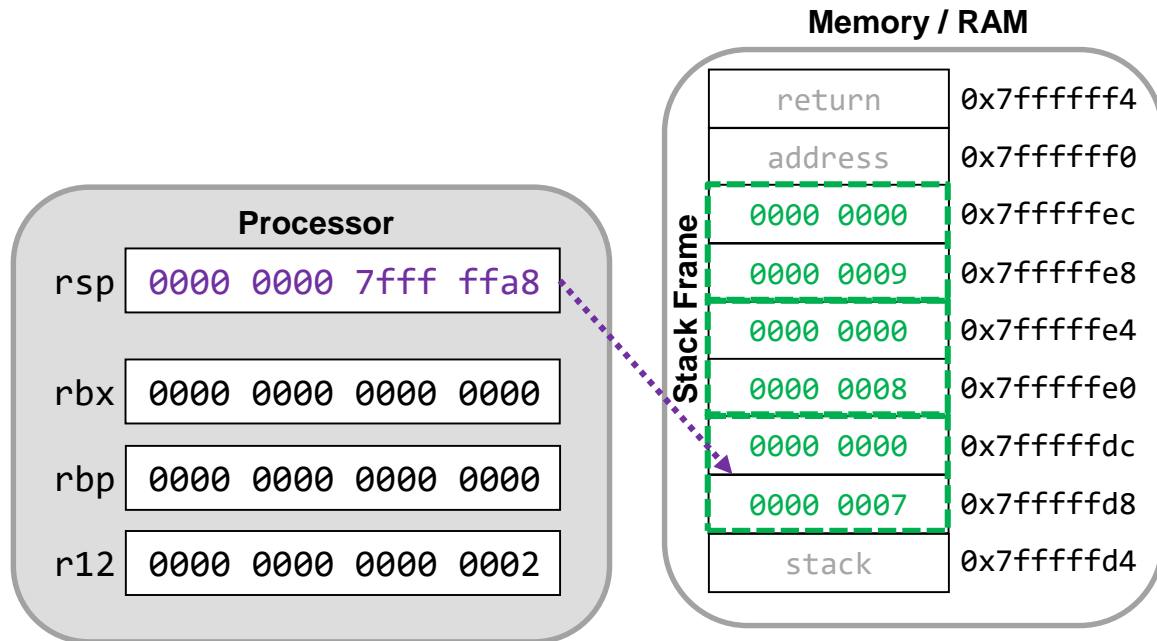 Memory / RAM
return 0x7ffffff4
address 0x7ffffff0
0000 0000 0x7fffffec
0000 0009 0x7fffffe8
0000 0000 0x7fffffe4
0000 0008 0x7fffffe0
0000 0000 0x7fffffdc
0000 0007 0x7fffffd8
stack 0x7fffffd4
Stack Frame
Processor
rsp 0000 0000 7fff ffa8
rbx 0000 0000 0000 0000
rbp 0000 0000 0000 0000
r12 0000 0000 0000 0002